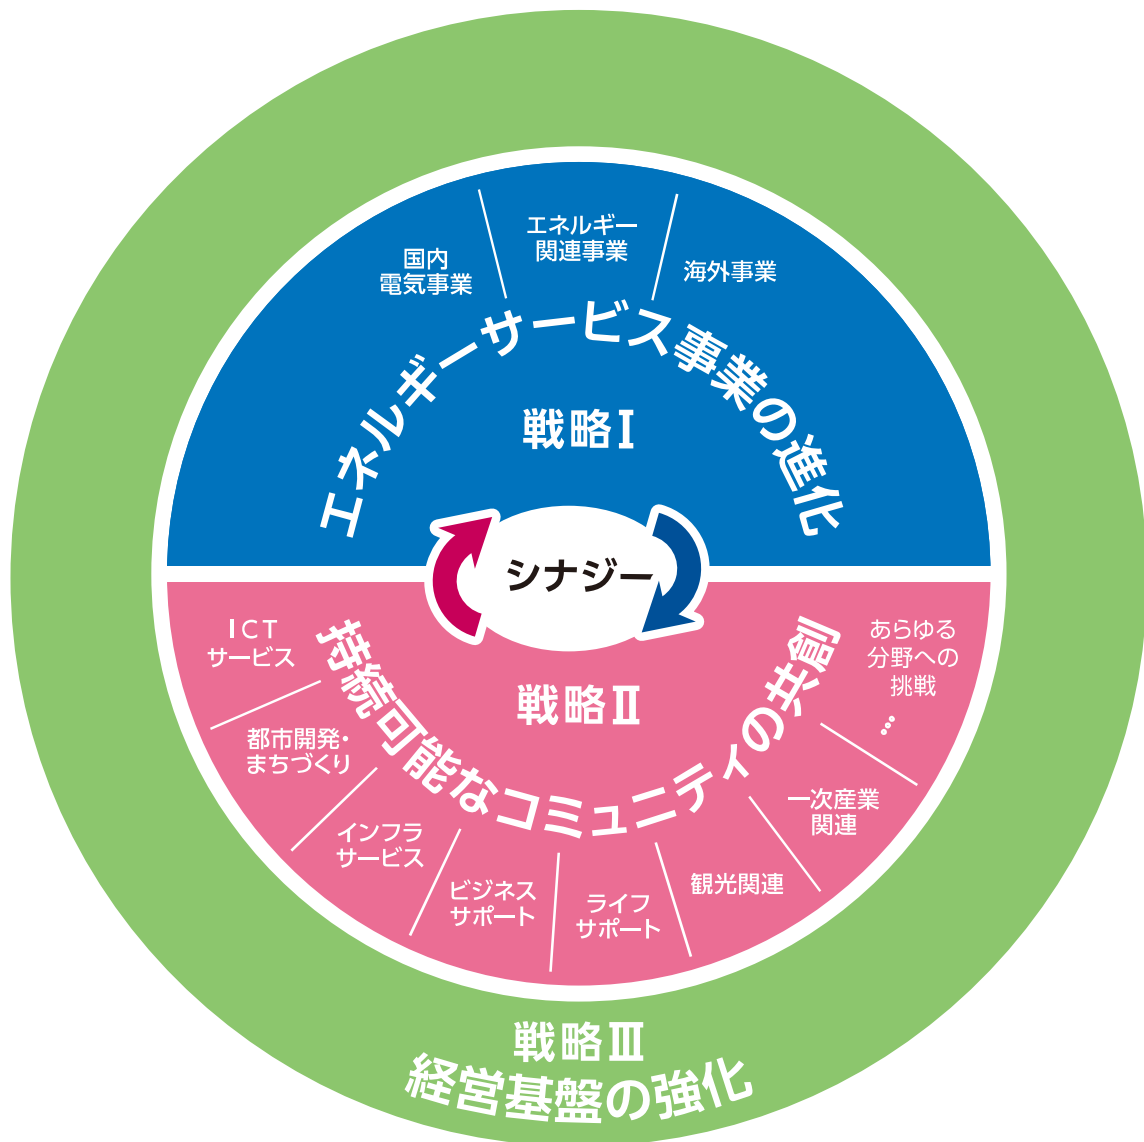 国内
電気事業
エネルギー
関連事業
海外事業
エネルギーサービス事業の進化
戦略Ⅰ
シナジー
戦略Ⅱ
持続可能なコミュニティの共創
ICT
サービス
都市開発・
まちづくり
インフラ
サービス
ビジネス
サポート
ライフ
サポート
観光関連
一次産業
関連
あらゆる
分野への
挑戦
…
戦略Ⅲ
経営基盤の強化